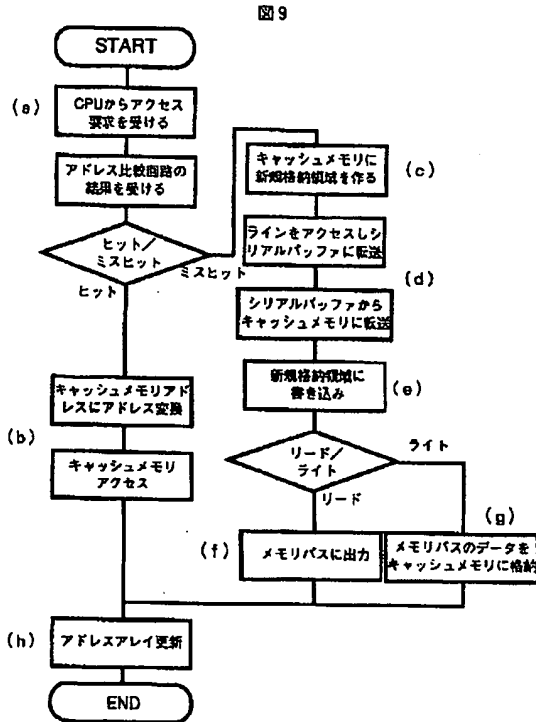 図9
START
(a)
CPUからアクセス
要求を受ける
アドレス比較回路の
結果を受ける
ヒット／
ミスヒット
ミスヒット
ヒット
(b)
キャッシュメモリアド
レスにアドレス変換
キャッシュメモリ
アクセス
キャッシュメモリに
新規格納領域を作る
(c)
ラインをアクセスしシ
リアルバッファに転送
(d)
シリアルバッファから
キャッシュメモリに転送
新規格納領域に
書き込み
(e)
リード／
ライト
ライト
リード
(f)
メモリバスに出力
(g)
メモリバスのデータを
キャッシュメモリに格納
(h)
アドレスアレイ更新
END